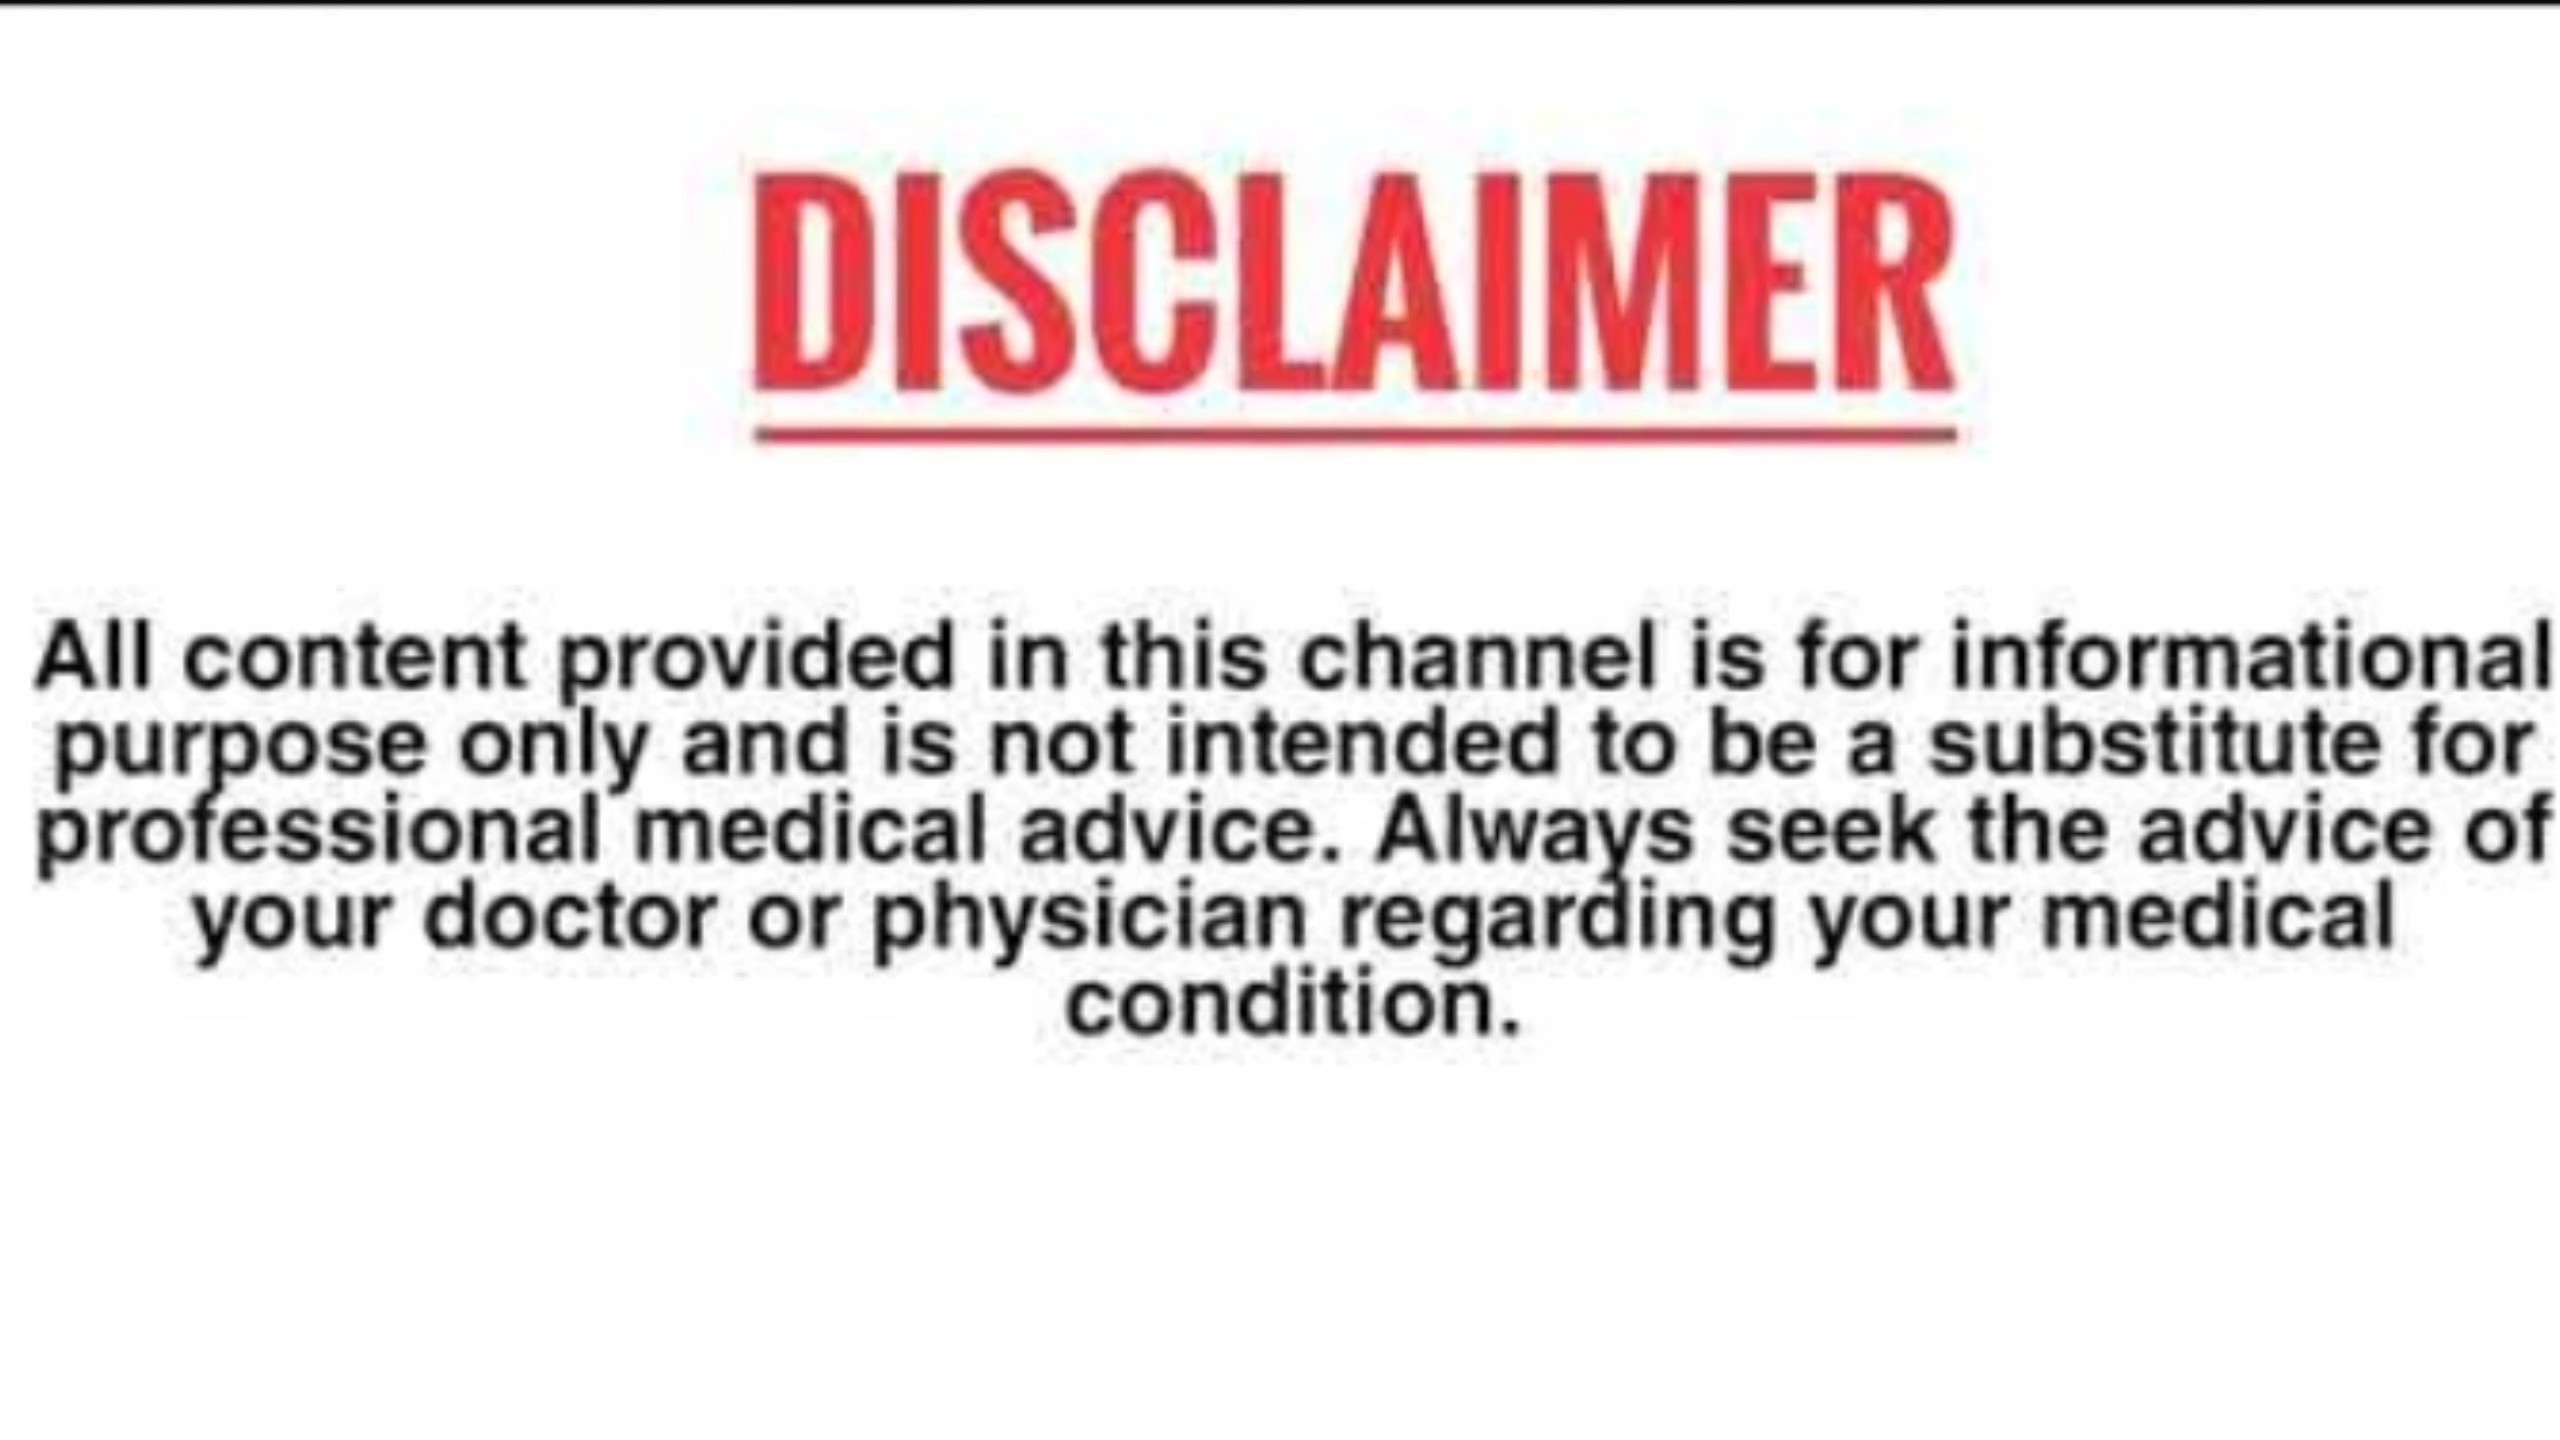 DISCLAIMER
All content provided in this channel is for informational
purpose only and is not intended to be a substitute for
professional medical advice. Always seek the advice of
your doctor or physician regarding your medical
condition.